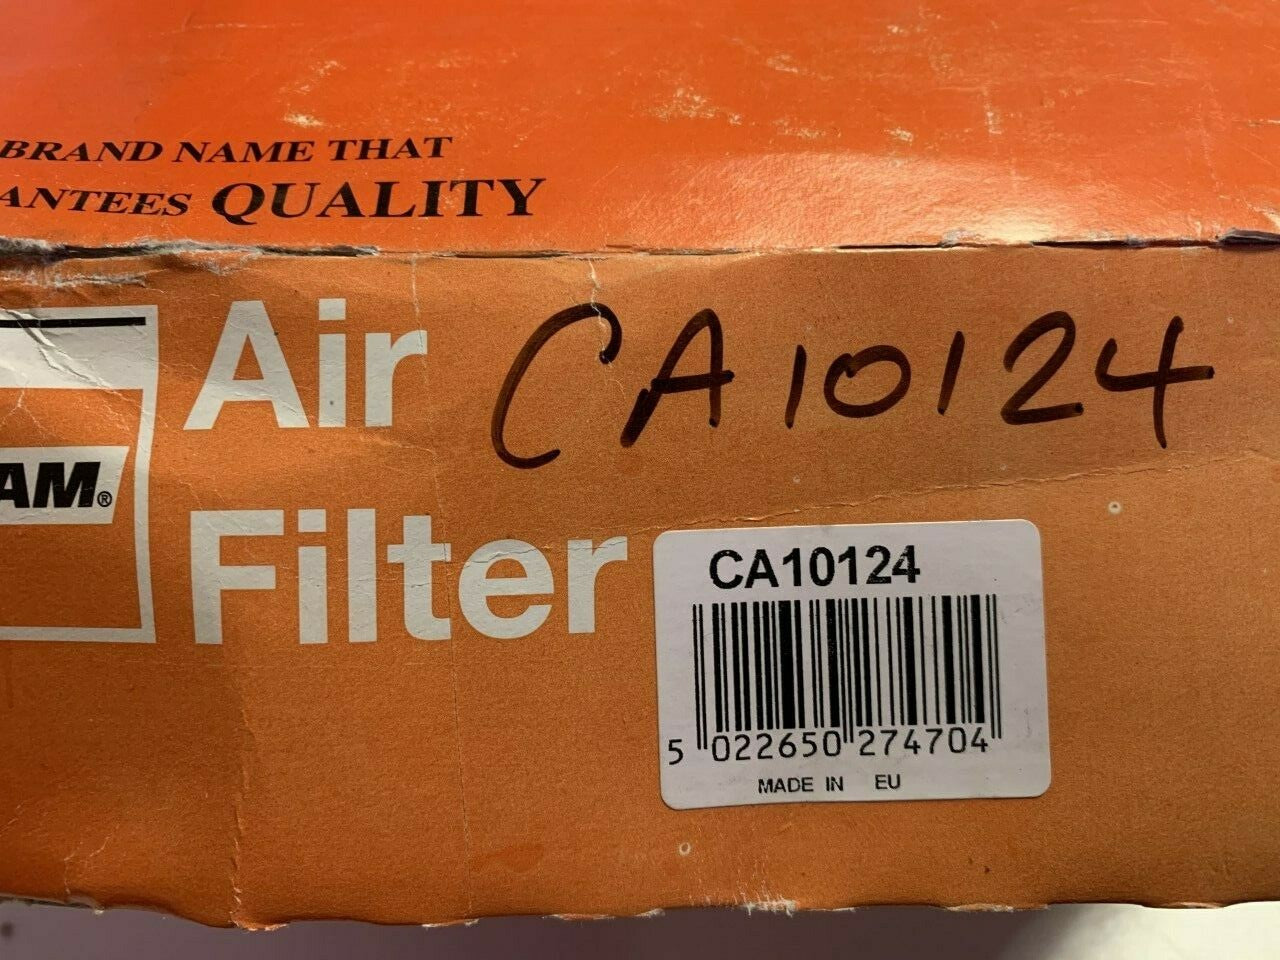 BRAND NAME THAT
ANTEES QUALITY
Air CA10124
AM®
Filter
CA10124
5 022650 274704
MADE IN EU